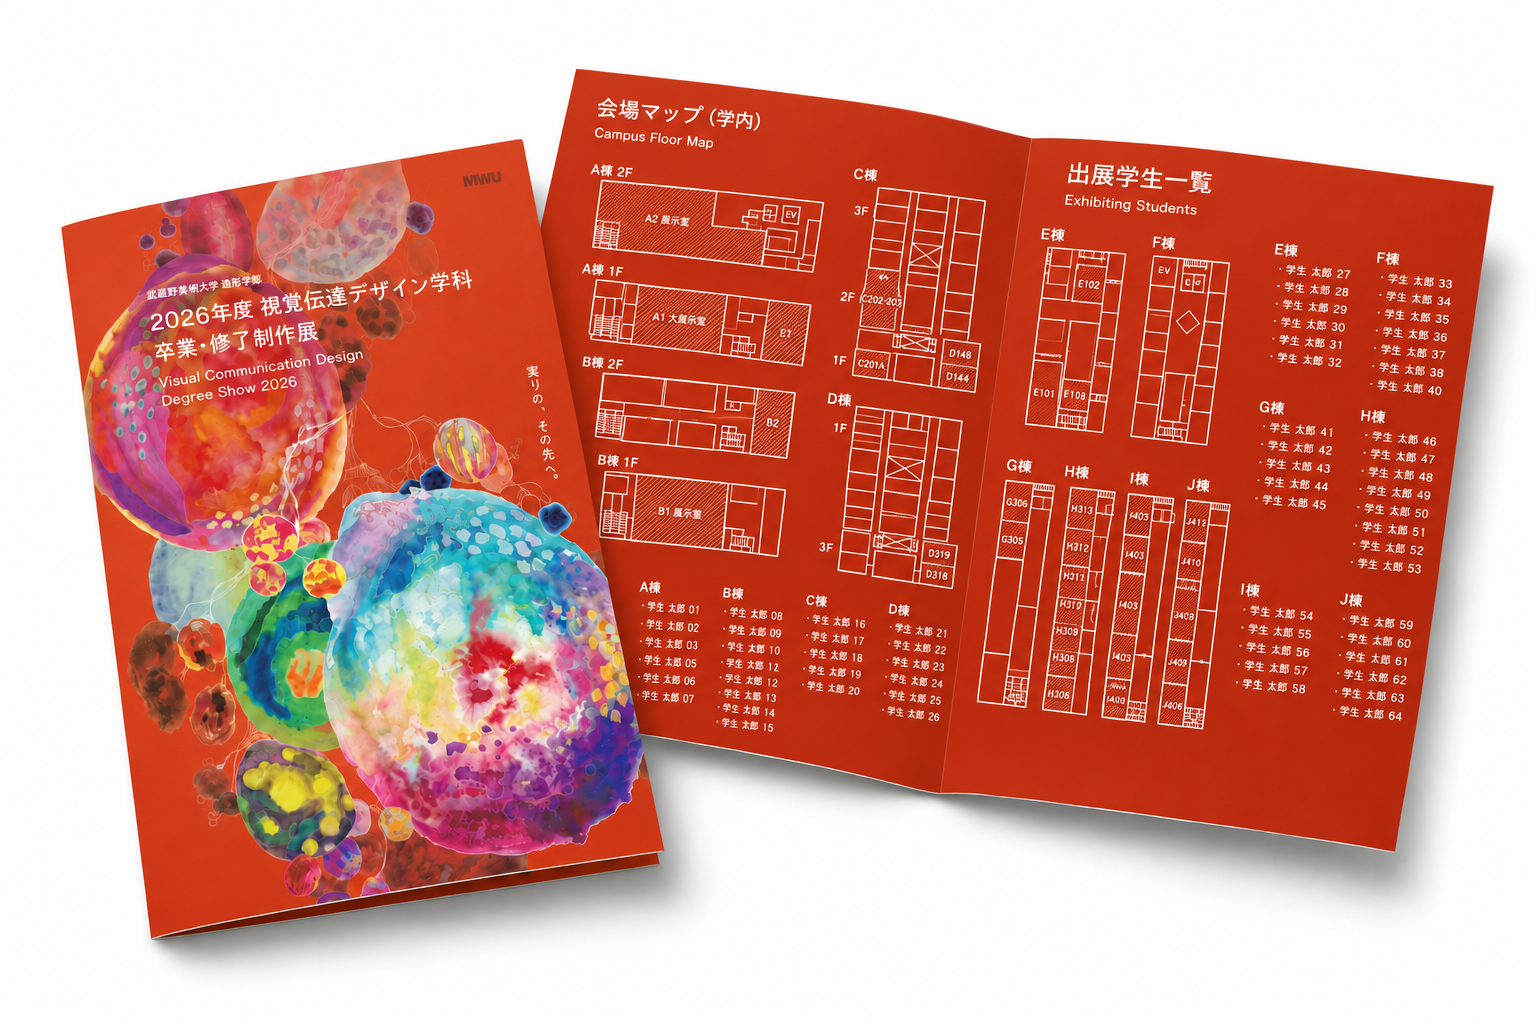 MWU
武蔵野美術大学 造形学部
2026年度 視覚伝達デザイン学科
卒業・修了制作展
Visual Communication Design
Degree Show 2026
実りの、その先へ。
会場マップ（学内）
Campus Floor Map
A棟 2F
A2 展示室
EV
A棟 1F
A1 大展示室
B1
B棟 2F
B2
B棟 1F
B1 展示室
C棟
3F
2F
C202-203
1F
C201A
D148
D144
D棟
1F
3F
D319
D318
A棟
・学生 太郎 01
・学生 太郎 02
・学生 太郎 03
・学生 太郎 05
・学生 太郎 06
・学生 太郎 07
B棟
・学生 太郎 08
・学生 太郎 09
・学生 太郎 10
・学生 太郎 12
・学生 太郎 12
・学生 太郎 13
・学生 太郎 14
・学生 太郎 15
C棟
・学生 太郎 16
・学生 太郎 17
・学生 太郎 18
・学生 太郎 19
・学生 太郎 20
D棟
・学生 太郎 21
・学生 太郎 22
・学生 太郎 23
・学生 太郎 24
・学生 太郎 25
・学生 太郎 26
出展学生一覧
Exhibiting Students
E棟
E102
E101
E108
F棟
EV
G棟
G306
G305
H棟
H313
H312
H311
H310
H309
H308
H306
I棟
I403
I403
I403
I403
I400
J棟
J412
J410
J408
J409
J406
E棟
・学生 太郎 27
・学生 太郎 28
・学生 太郎 29
・学生 太郎 30
・学生 太郎 31
・学生 太郎 32
F棟
・学生 太郎 33
・学生 太郎 34
・学生 太郎 35
・学生 太郎 36
・学生 太郎 37
・学生 太郎 38
・学生 太郎 40
G棟
・学生 太郎 41
・学生 太郎 42
・学生 太郎 43
・学生 太郎 44
・学生 太郎 45
H棟
・学生 太郎 46
・学生 太郎 47
・学生 太郎 48
・学生 太郎 49
・学生 太郎 50
・学生 太郎 51
・学生 太郎 52
・学生 太郎 53
I棟
・学生 太郎 54
・学生 太郎 55
・学生 太郎 56
・学生 太郎 57
・学生 太郎 58
J棟
・学生 太郎 59
・学生 太郎 60
・学生 太郎 61
・学生 太郎 62
・学生 太郎 63
・学生 太郎 64